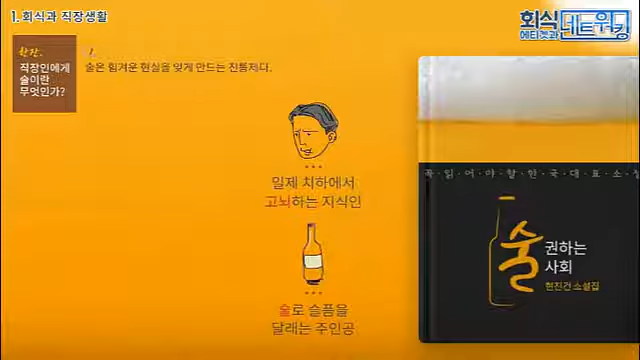 1. 회식과 직장생활
회식
에티켓과
네트워킹
한잔.
직장인에게
술이란
무엇인가?
1.
술은 힘겨운 현실을 잊게 만드는 진통제다.
일제 치하에서
고뇌하는 지식인
술로 슬픔을
달래는 주인공
꼭·읽·어·야·할·한·국·대·표·소·설
술
권하는
사회
현진건 소설집